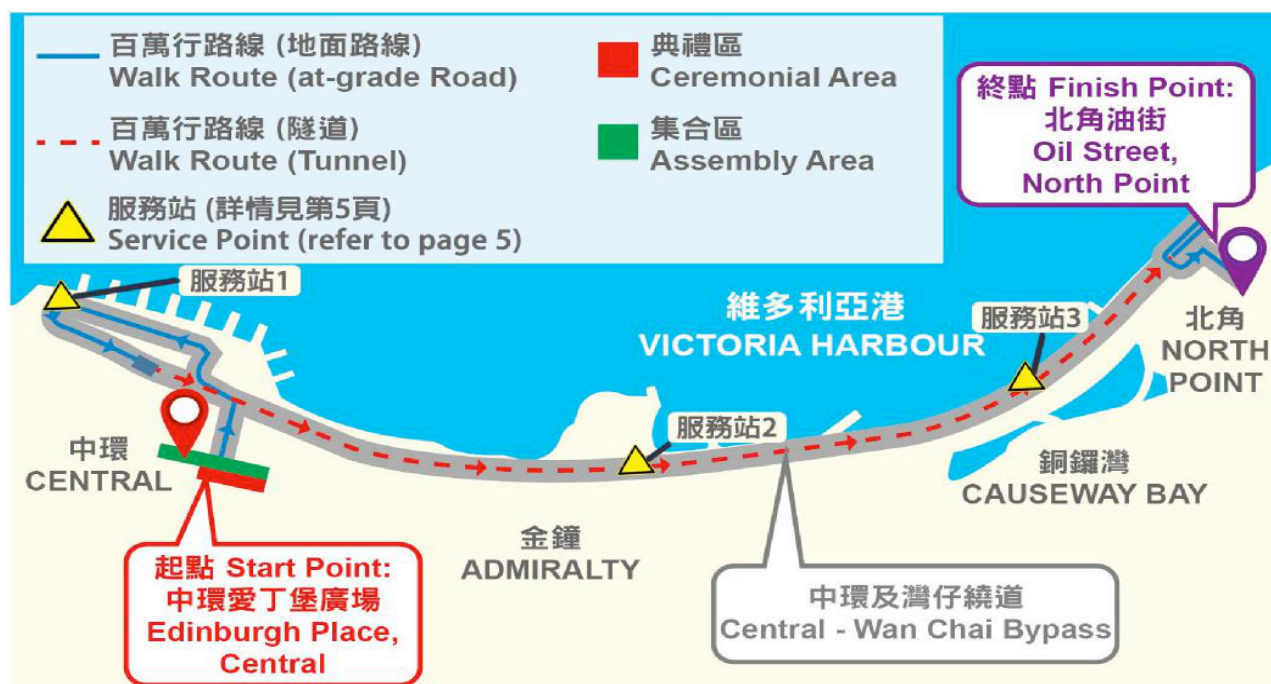 百萬行路線 (地面路線)
Walk Route (at-grade Road)
百萬行路線 (隧道)
Walk Route (Tunnel)
服務站 (詳情見第5頁)
Service Point (refer to page 5)
典禮區
Ceremonial Area
集合區
Assembly Area
終點 Finish Point:
北角油街
Oil Street,
North Point
服務站1
維多利亞港
VICTORIA HARBOUR
服務站3
北角
NORTH
POINT
服務站2
中環
CENTRAL
銅鑼灣
CAUSEWAY BAY
金鐘
ADMIRALTY
起點 Start Point:
中環愛丁堡廣場
Edinburgh Place,
Central
中環及灣仔繞道
Central - Wan Chai Bypass